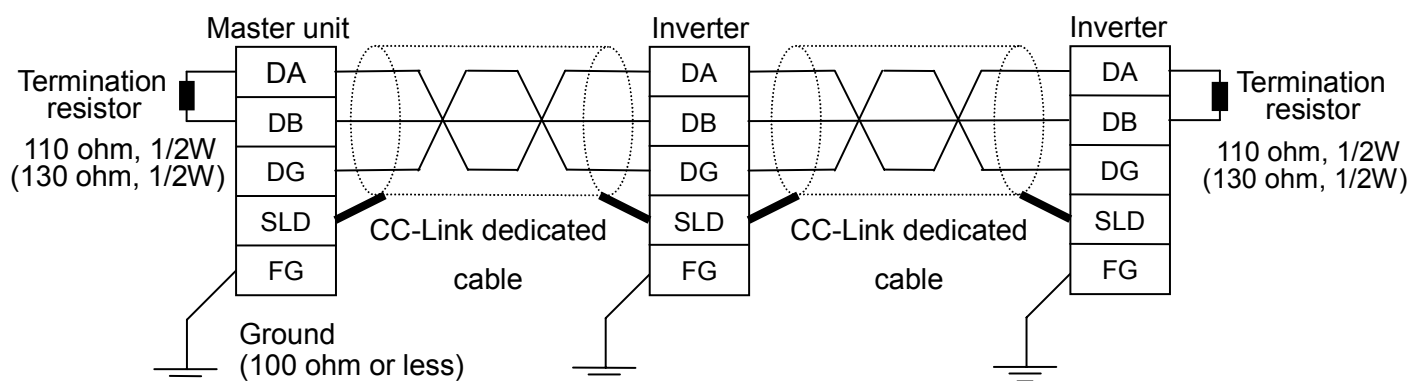 Master unit
Inverter
Inverter
Termination
resistor
110 ohm, 1/2W
(130 ohm, 1/2W)
DA
DB
DG
SLD
FG
CC-Link dedicated
cable
DA
DB
DG
SLD
FG
CC-Link dedicated
cable
DA
DB
DG
SLD
FG
Termination
resistor
110 ohm, 1/2W
(130 ohm, 1/2W)
Ground
(100 ohm or less)